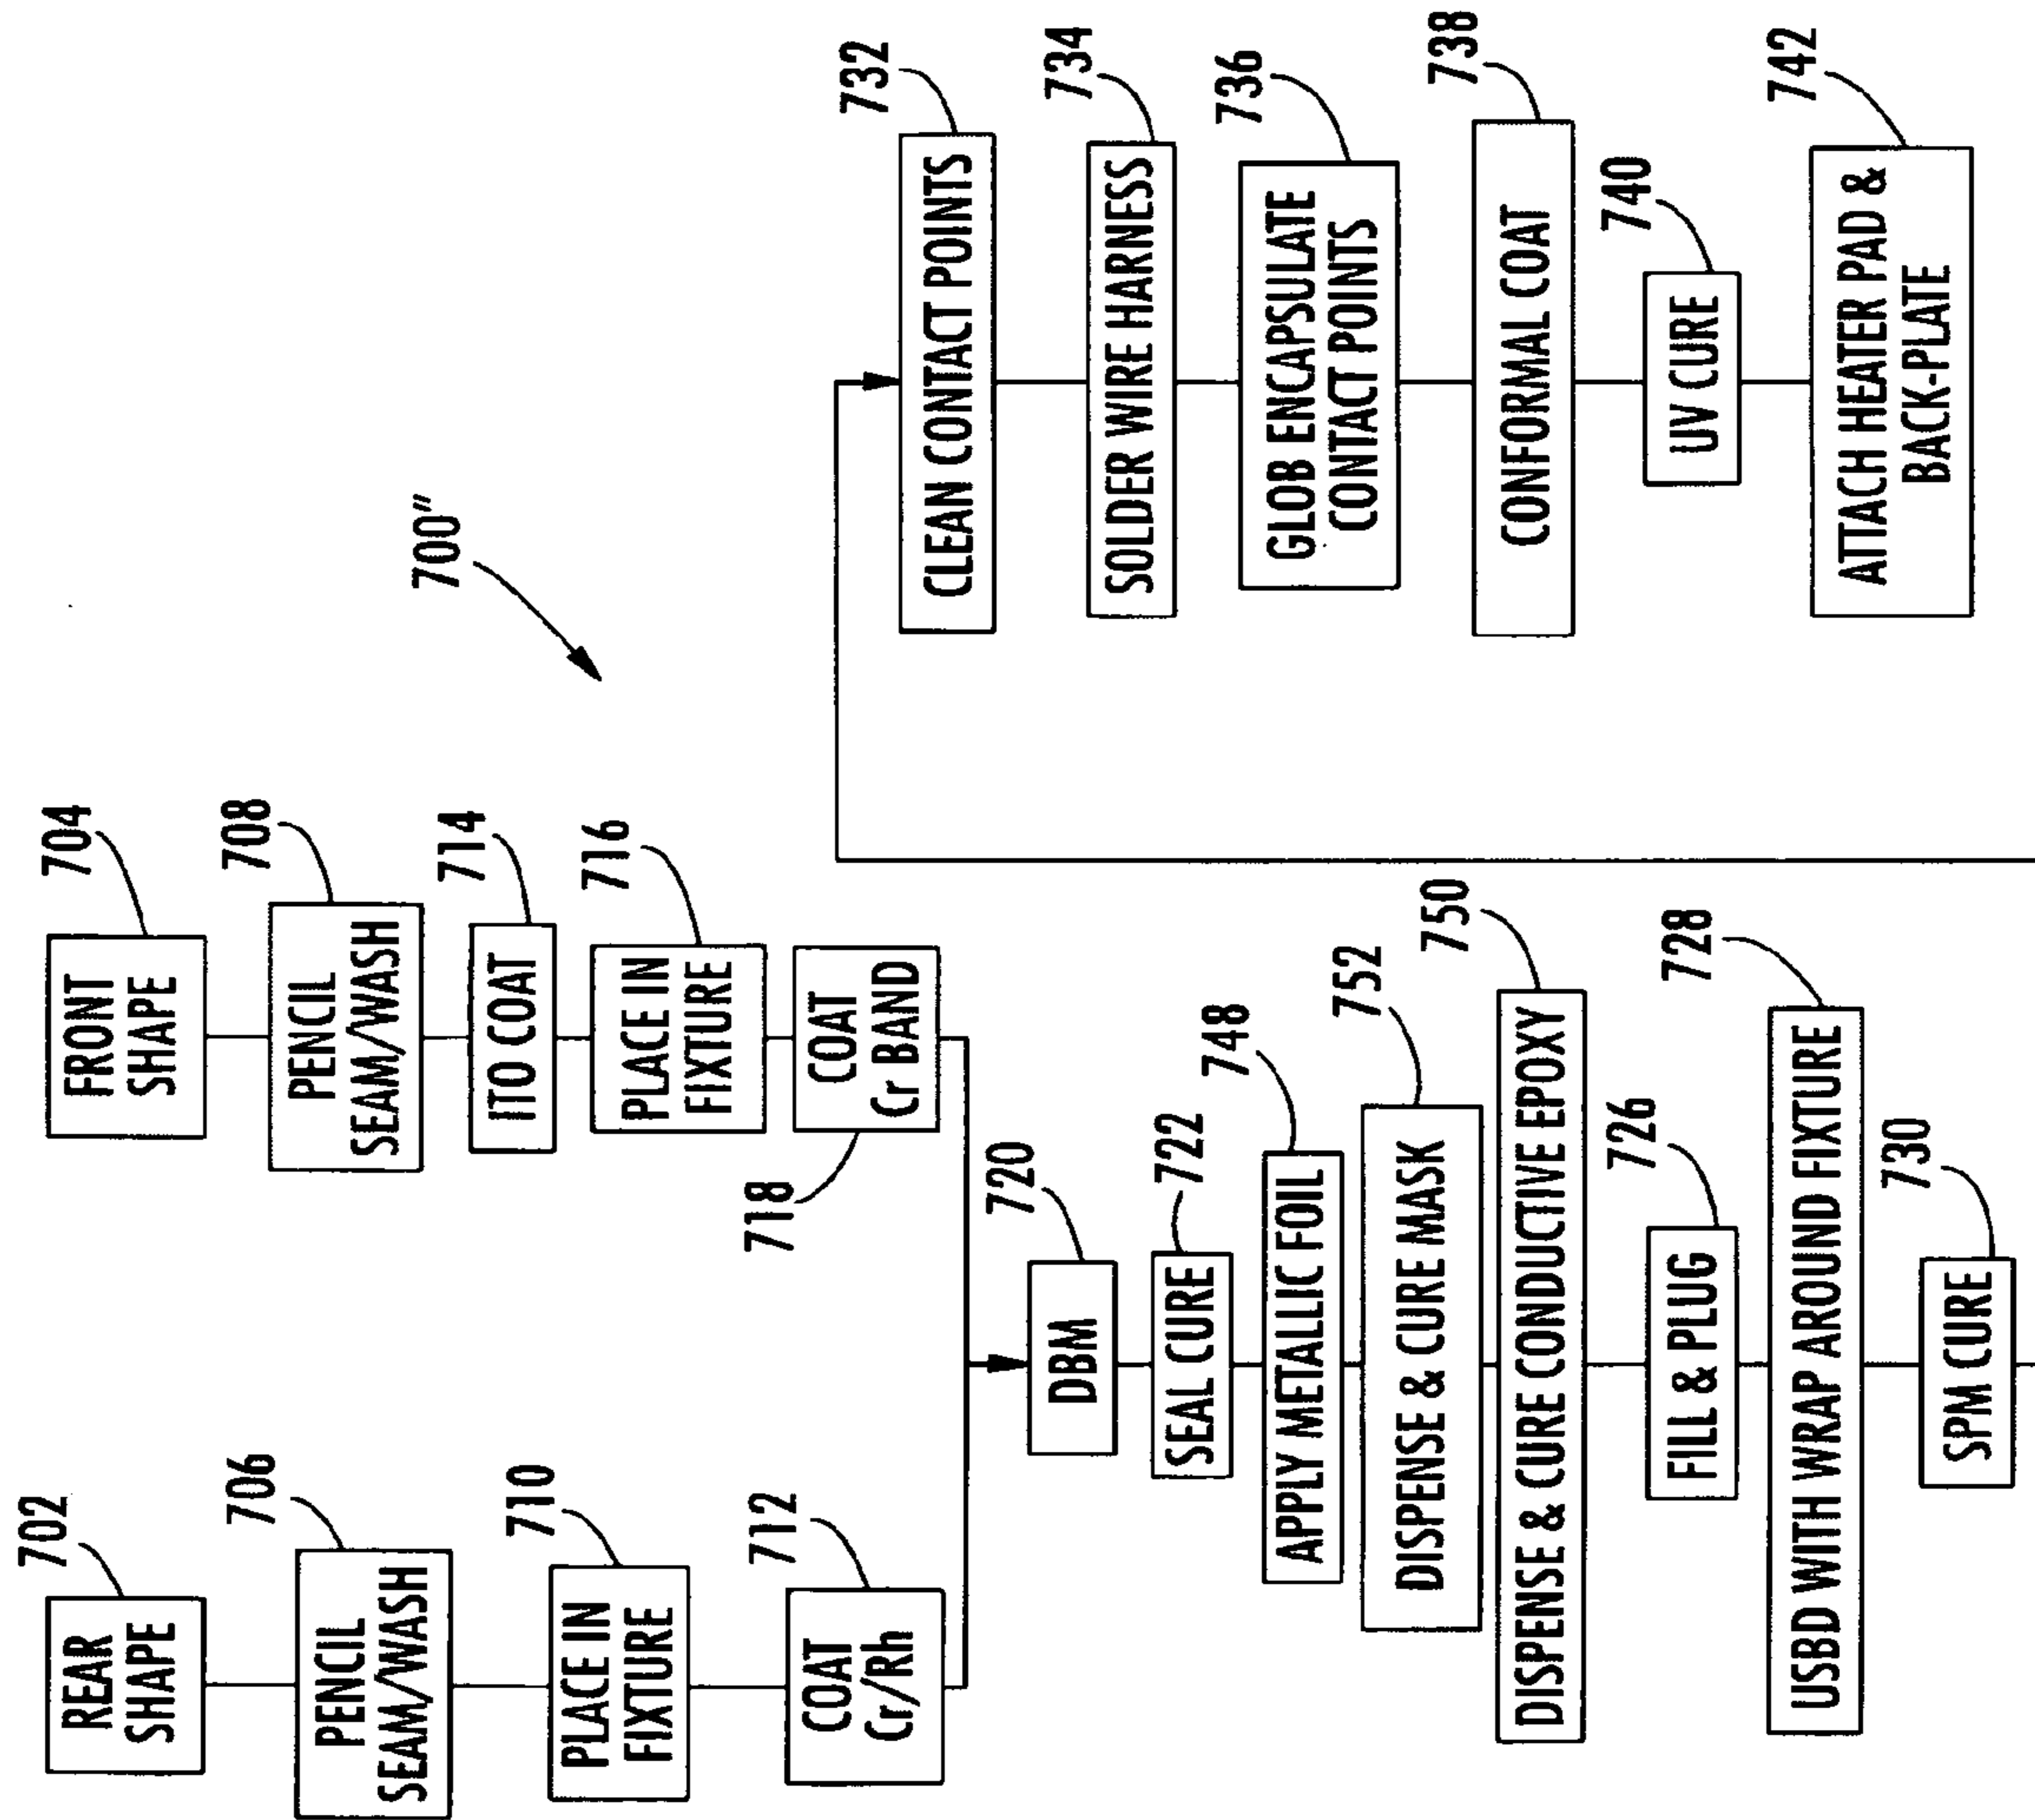 700"
702
REAR
SHAPE
706
PENCIL
SEAM/WASH
710
PLACE IN
FIXTURE
712
COAT
Cr/Rh
704
FRONT
SHAPE
708
PENCIL
SEAM/WASH
714
ITO COAT
716
PLACE IN
FIXTURE
COAT
Cr BAND
718
720
DBM
722
SEAL CURE
748
APPLY METALLIC FOIL
752
DISPENSE & CURE MASK
750
DISPENSE & CURE CONDUCTIVE EPOXY
726
FILL & PLUG
728
USBD WITH WRAP AROUND FIXTURE
730
SPM CURE
732
CLEAN CONTACT POINTS
734
SOLDER WIRE HARNESS
736
GLOB ENCAPSULATE
CONTACT POINTS
738
CONFORMAL COAT
740
UV CURE
742
ATTACH HEATER PAD &
BACK-PLATE